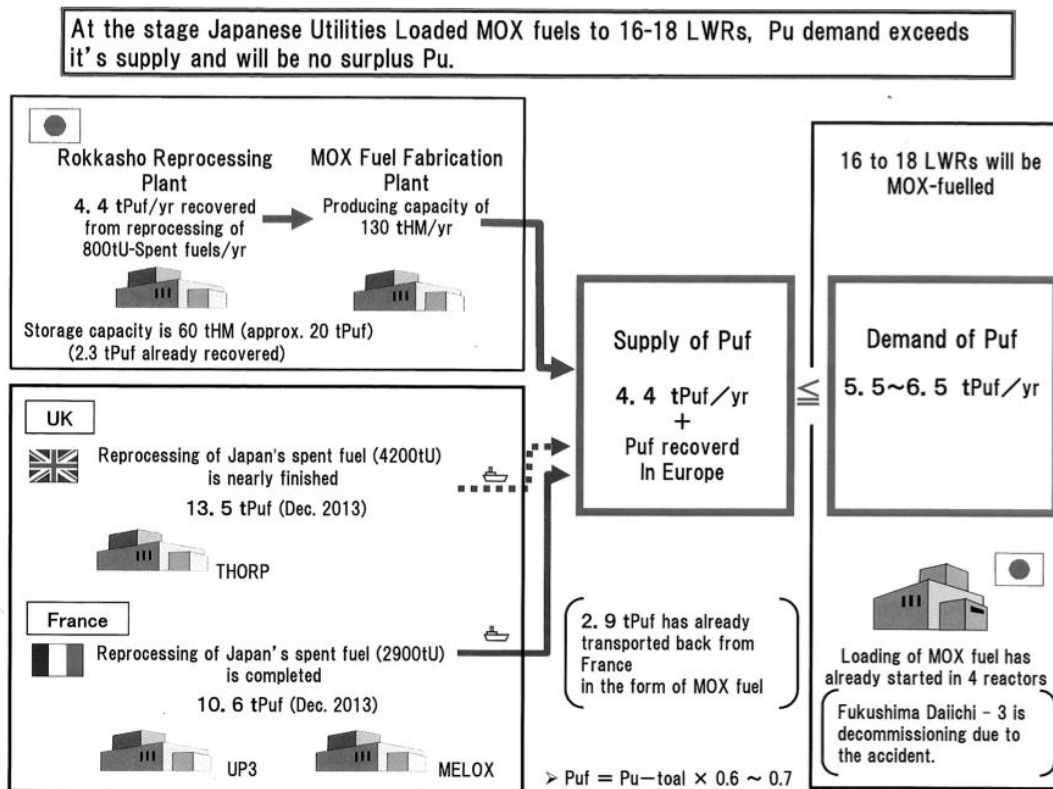 At the stage Japanese Utilities Loaded MOX fuels to 16-18 LWRs, Pu demand exceeds
it's supply and will be no surplus Pu.
Rokkasho Reprocessing
Plant
4.4 tPuf/yr recovered
from reprocessing of
800tU-Spent fuels/yr
MOX Fuel Fabrication
Plant
Producing capacity of
130 tHM/yr
Storage capacity is 60 tHM (approx. 20 tPuf)
(2.3 tPuf already recovered)
UK
Reprocessing of Japan's spent fuel (4200tU)
is nearly finished
13.5 tPuf (Dec. 2013)
THORP
France
Reprocessing of Japan's spent fuel (2900tU)
is completed
10.6 tPuf (Dec. 2013)
UP3
MELOX
Supply of Puf
4.4 tPuf/yr
+
Puf recoverd
In Europe
2.9 tPuf has already
transported back from
France
in the form of MOX fuel
➢ Puf = Pu-toal × 0.6 ~ 0.7
≦
16 to 18 LWRs will be
MOX-fuelled
Demand of Puf
5.5~6.5 tPuf/yr
Loading of MOX fuel has
already started in 4 reactors
Fukushima Daiichi - 3 is
decommissioning due to
the accident.